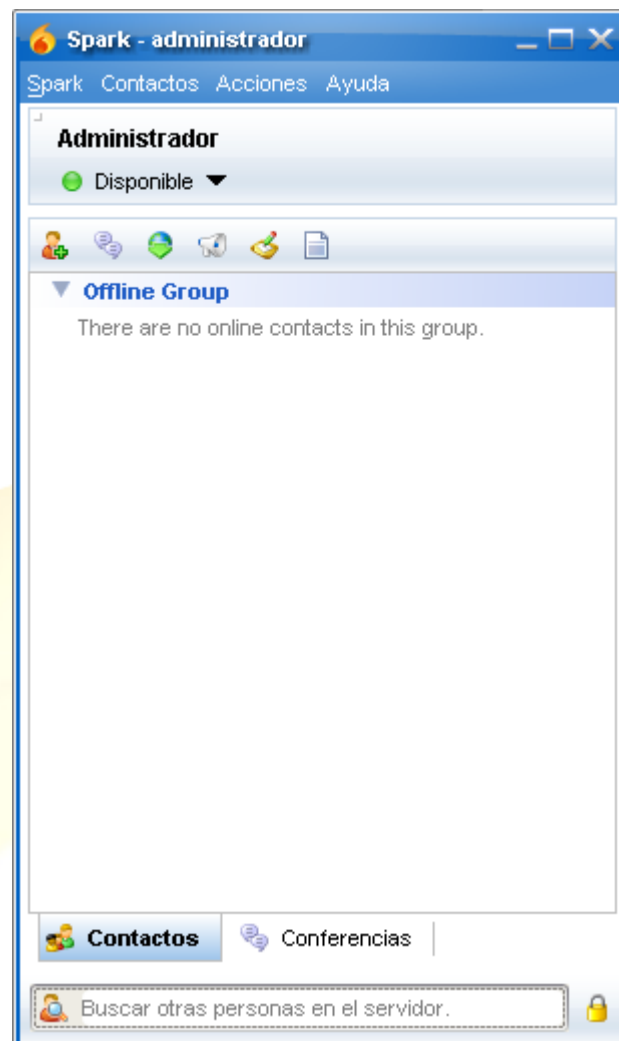 Spark - administrador
Spark Contactos Acciones Ayuda
Administrador
Disponible
Offline Group
There are no online contacts in this group.
Contactos Conferencias
Buscar otras personas en el servidor.